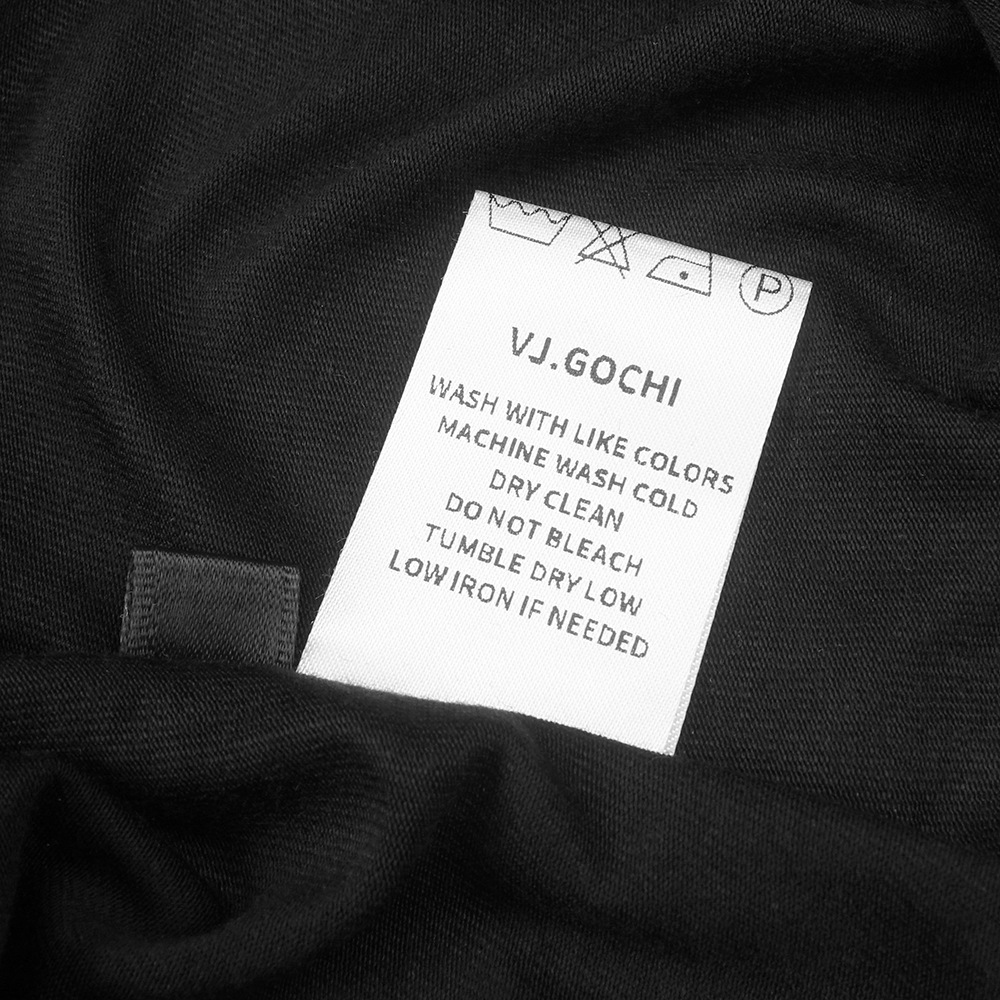 P
VJ.GOCHI
WASH WITH LIKE COLORS
MACHINE WASH COLD
DRY CLEAN
DO NOT BLEACH
TUMBLE DRY LOW
LOW IRON IF NEEDED